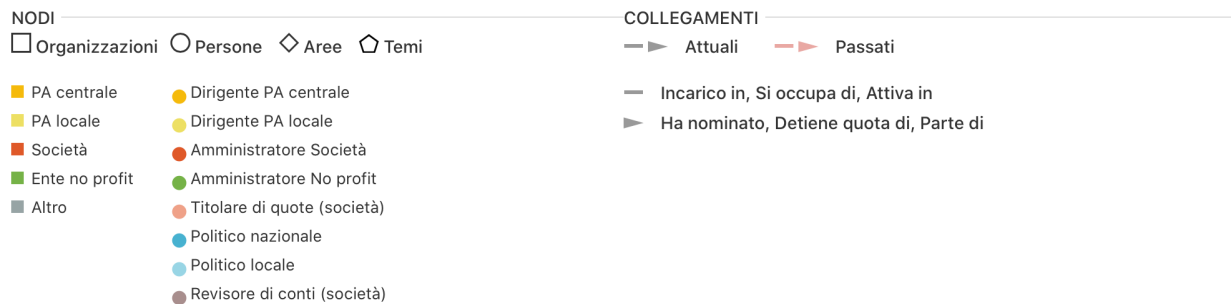 NODI
Organizzazioni Persone Aree Temi
PA centrale
PA locale
Società
Ente no profit
Altro
Dirigente PA centrale
Dirigente PA locale
Amministratore Società
Amministratore No profit
Titolare di quote (società)
Politico nazionale
Politico locale
Revisore di conti (società)
COLLEGAMENTI
Attuali Passati
Incarico in, Si occupa di, Attiva in
Ha nominato, Detiene quota di, Parte di